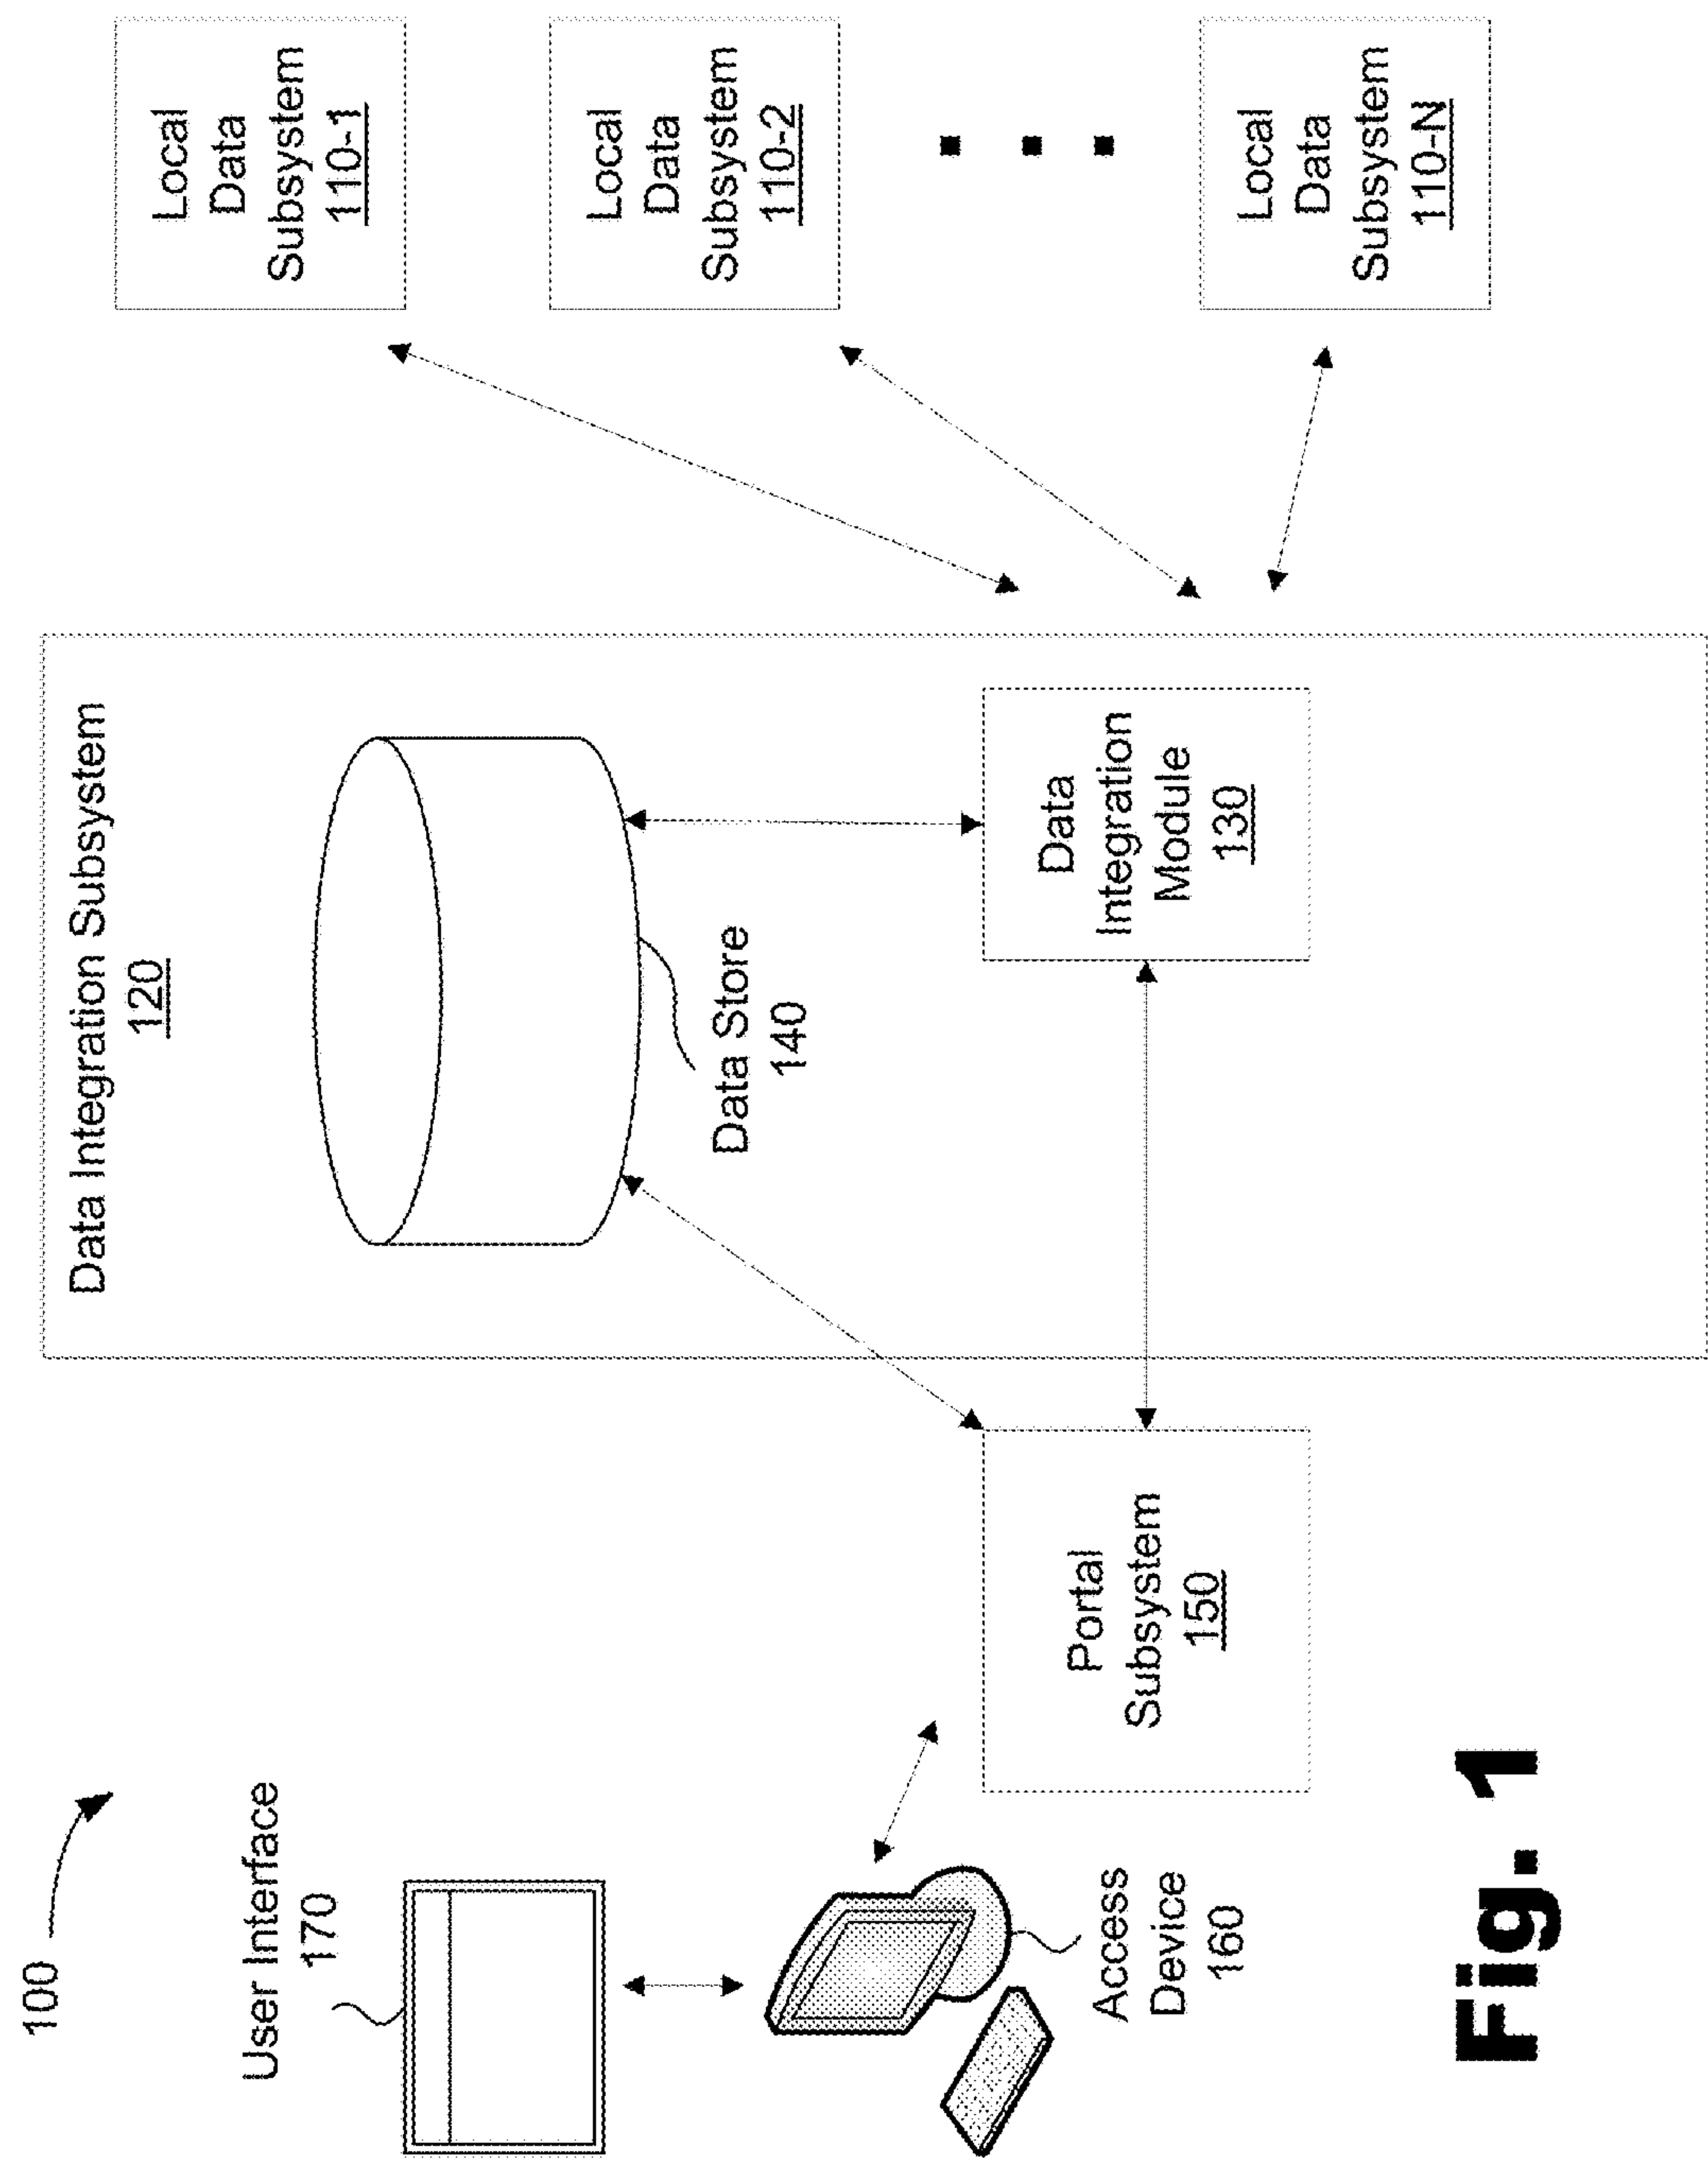 100
User Interface
170
Access
Device
160
Portal
Subsystem
150
Data Integration Subsystem
120
Data Store
140
Data
Integration
Module
130
Local
Data
Subsystem
110-1
Local
Data
Subsystem
110-2
Local
Data
Subsystem
110-N
Fig. 1